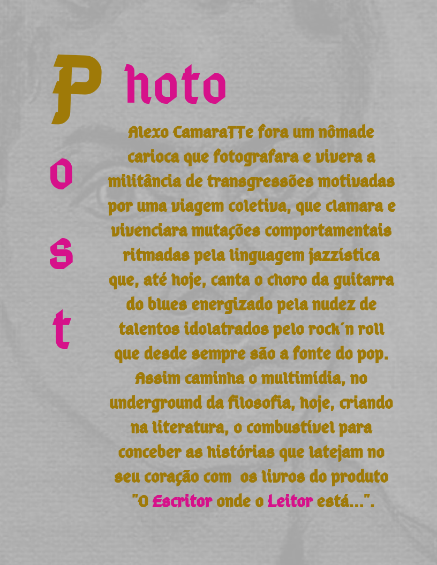 Photo
ost
Alexo CamaraTTe fora um nômade
carioca que fotografara e vivera a
militância de transgressões motivadas
por uma viagem coletiva, que clamara e
vivenciara mutações comportamentais
ritmadas pela linguagem jazzística
que, até hoje, canta o choro da guitarra
do blues energizado pela nudez de
talentos idolatrados pelo rock´n roll
que desde sempre são a fonte do pop.
Assim caminha o multimídia, no
underground da filosofia, hoje, criando
na literatura, o combustível para
conceber as histórias que latejam no
seu coração com os livros do produto
"O Escritor onde o Leitor está...".